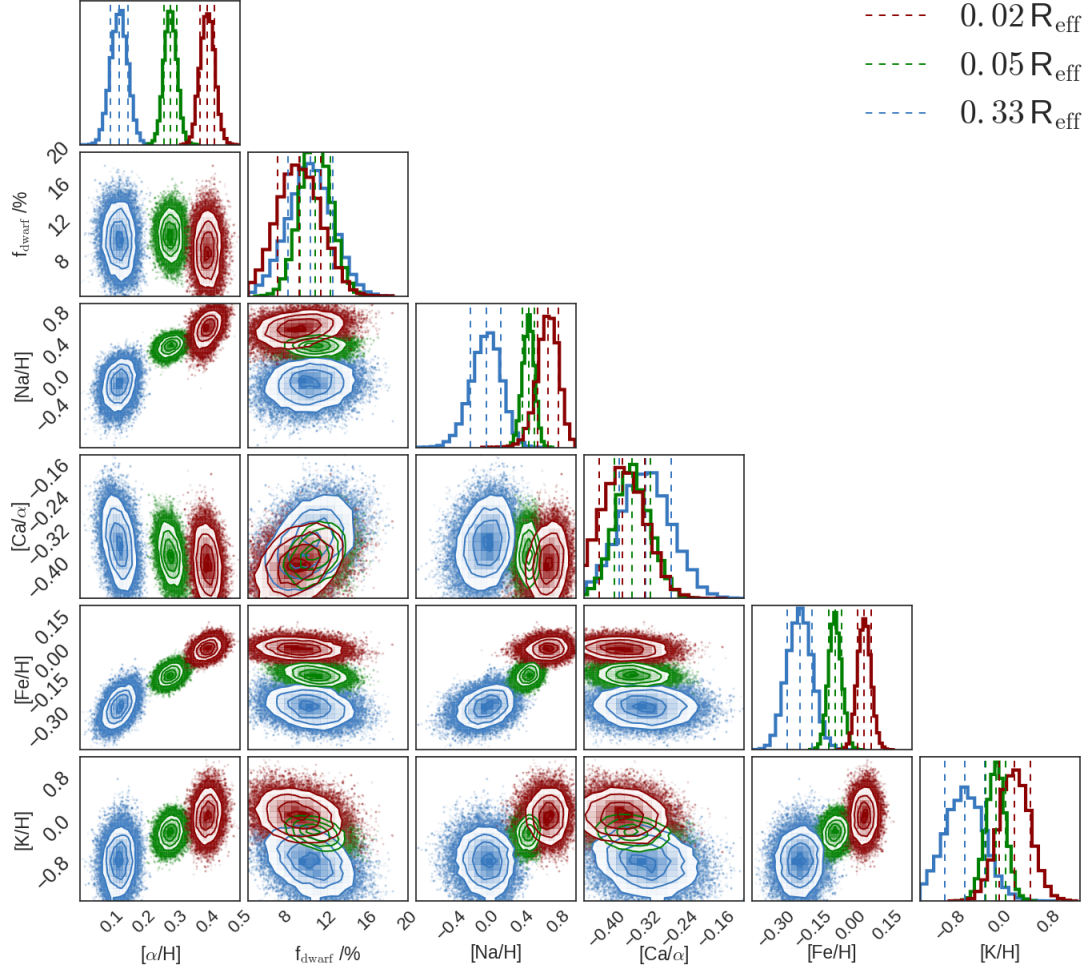 0.02 R_eff
0.05 R_eff
0.33 R_eff
20
16
12
8
f_dwarf /%
0.8
0.4
0.0
−0.4
[Na/H]
−0.16
−0.24
−0.32
−0.40
[Ca/α]
0.15
0.00
−0.15
−0.30
[Fe/H]
0.8
0.0
−0.8
[K/H]
0.1 0.2 0.3 0.4 0.5
8 12 16 20
−0.4 0.0 0.4 0.8
−0.40 −0.32 −0.24 −0.16
−0.30 −0.15 0.00 0.15
−0.8 0.0 0.8
[α/H] f_dwarf /% [Na/H] [Ca/α] [Fe/H] [K/H]